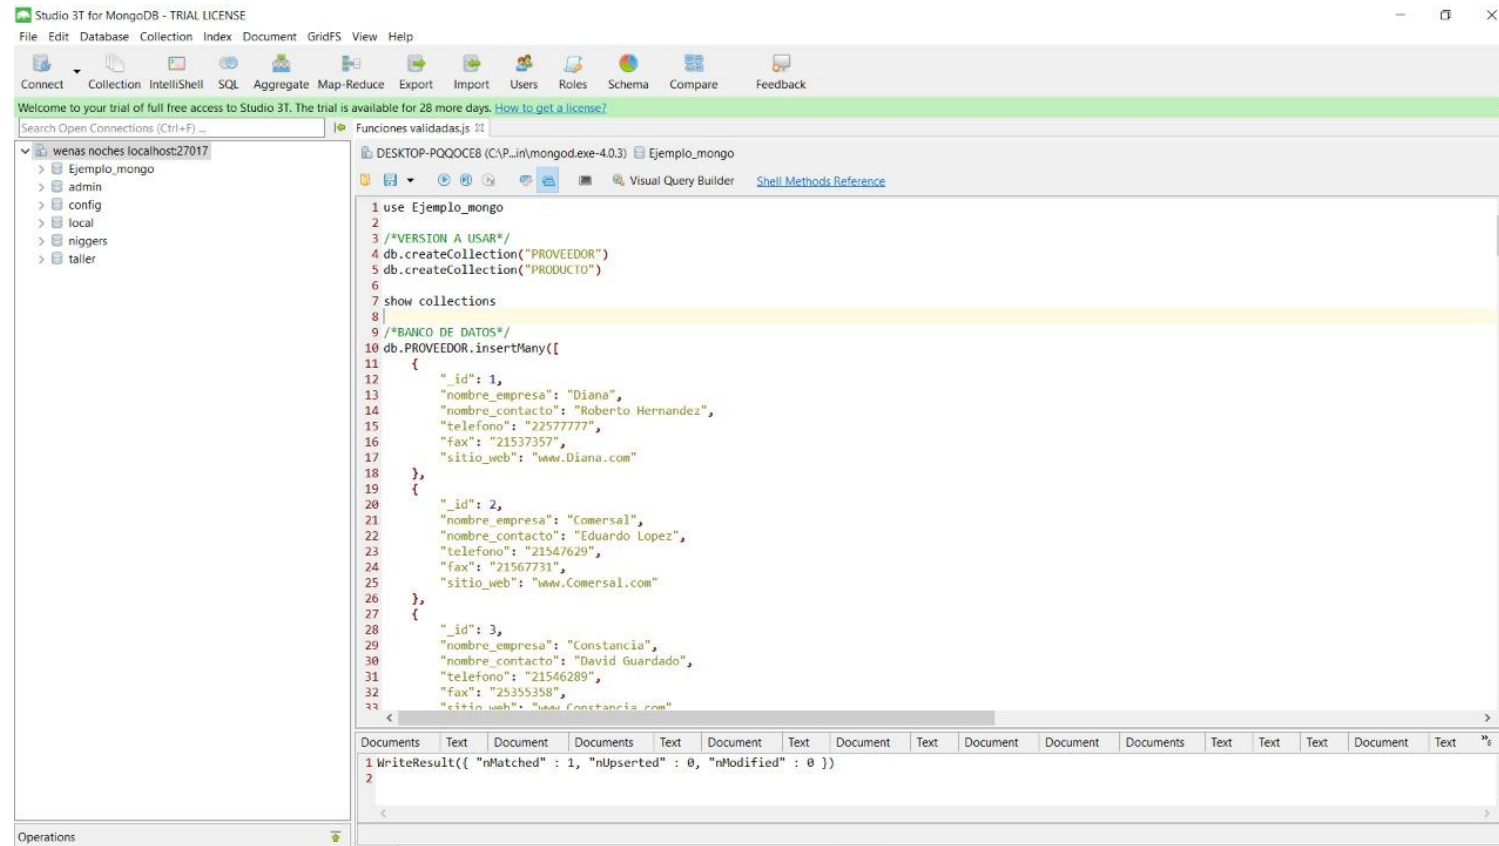 Studio 3T for MongoDB - TRIAL LICENSE
File Edit Database Collection Index Document GridFS View Help
Connect Collection IntelliShell SQL Aggregate Map-Reduce Export Import Users Roles Schema Compare Feedback
Welcome to your trial of full free access to Studio 3T. The trial is available for 28 more days. How to get a license?
Search Open Connections (Ctrl+F) ...
Funciones validadas.js
wenas noches localhost:27017
Ejemplo_mongo
admin
config
local
niggers
taller
DESKTOP-PQQOCE8 (C:\P...in\mongod.exe-4.0.3) Ejemplo_mongo
Visual Query Builder Shell Methods Reference
1 use Ejemplo_mongo
2
3 /*VERSION A USAR*/
4 db.createCollection("PROVEEDOR")
5 db.createCollection("PRODUCTO")
6
7 show collections
8
9 /*BANCO DE DATOS*/
10 db.PROVEEDOR.insertMany([
11 {
12 "_id": 1,
13 "nombre_empresa": "Diana",
14 "nombre_contacto": "Roberto Hernandez",
15 "telefono": "22577777",
16 "fax": "21537357",
17 "sitio_web": "www.Diana.com"
18 },
19 {
20 "_id": 2,
21 "nombre_empresa": "Comersal",
22 "nombre_contacto": "Eduardo Lopez",
23 "telefono": "21547629",
24 "fax": "21567731",
25 "sitio_web": "www.Comersal.com"
26 },
27 {
28 "_id": 3,
29 "nombre_empresa": "Constancia",
30 "nombre_contacto": "David Guardado",
31 "telefono": "21546289",
32 "fax": "25355358",
33 "sitio_web": "www.Constancia.com"
Documents Text Document Documents Text Document Text Document Text Document Document Documents Text Text Text Document Text »6
1 WriteResult({ "nMatched" : 1, "nUpserted" : 0, "nModified" : 0 })
2
Operations